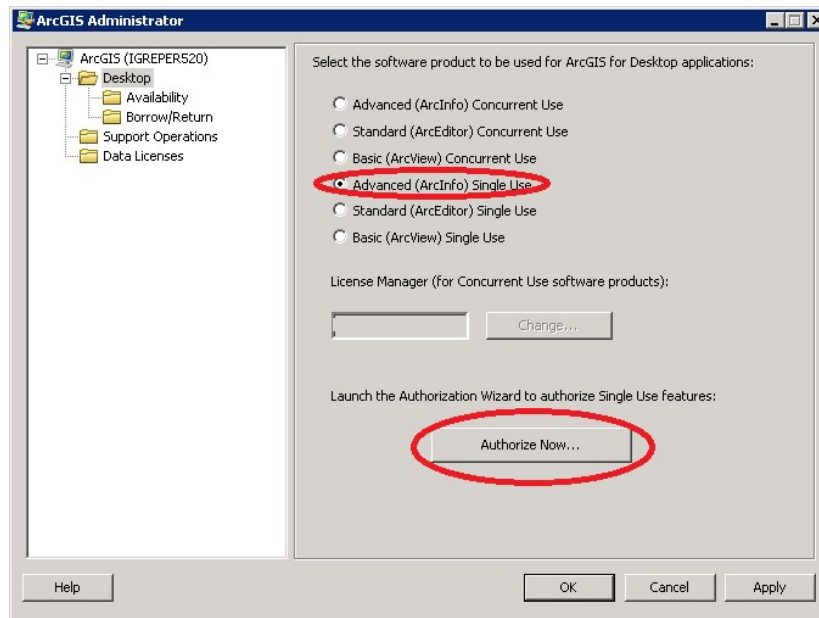 ArcGIS Administrator
ArcGIS (IGREPER520)
Desktop
Availability
Borrow/Return
Support Operations
Data Licenses
Select the software product to be used for ArcGIS for Desktop applications:
Advanced (ArcInfo) Concurrent Use
Standard (ArcEditor) Concurrent Use
Basic (ArcView) Concurrent Use
Advanced (ArcInfo) Single Use
Standard (ArcEditor) Single Use
Basic (ArcView) Single Use
License Manager (for Concurrent Use software products):
Change...
Launch the Authorization Wizard to authorize Single Use features:
Authorize Now...
Help
OK
Cancel
Apply